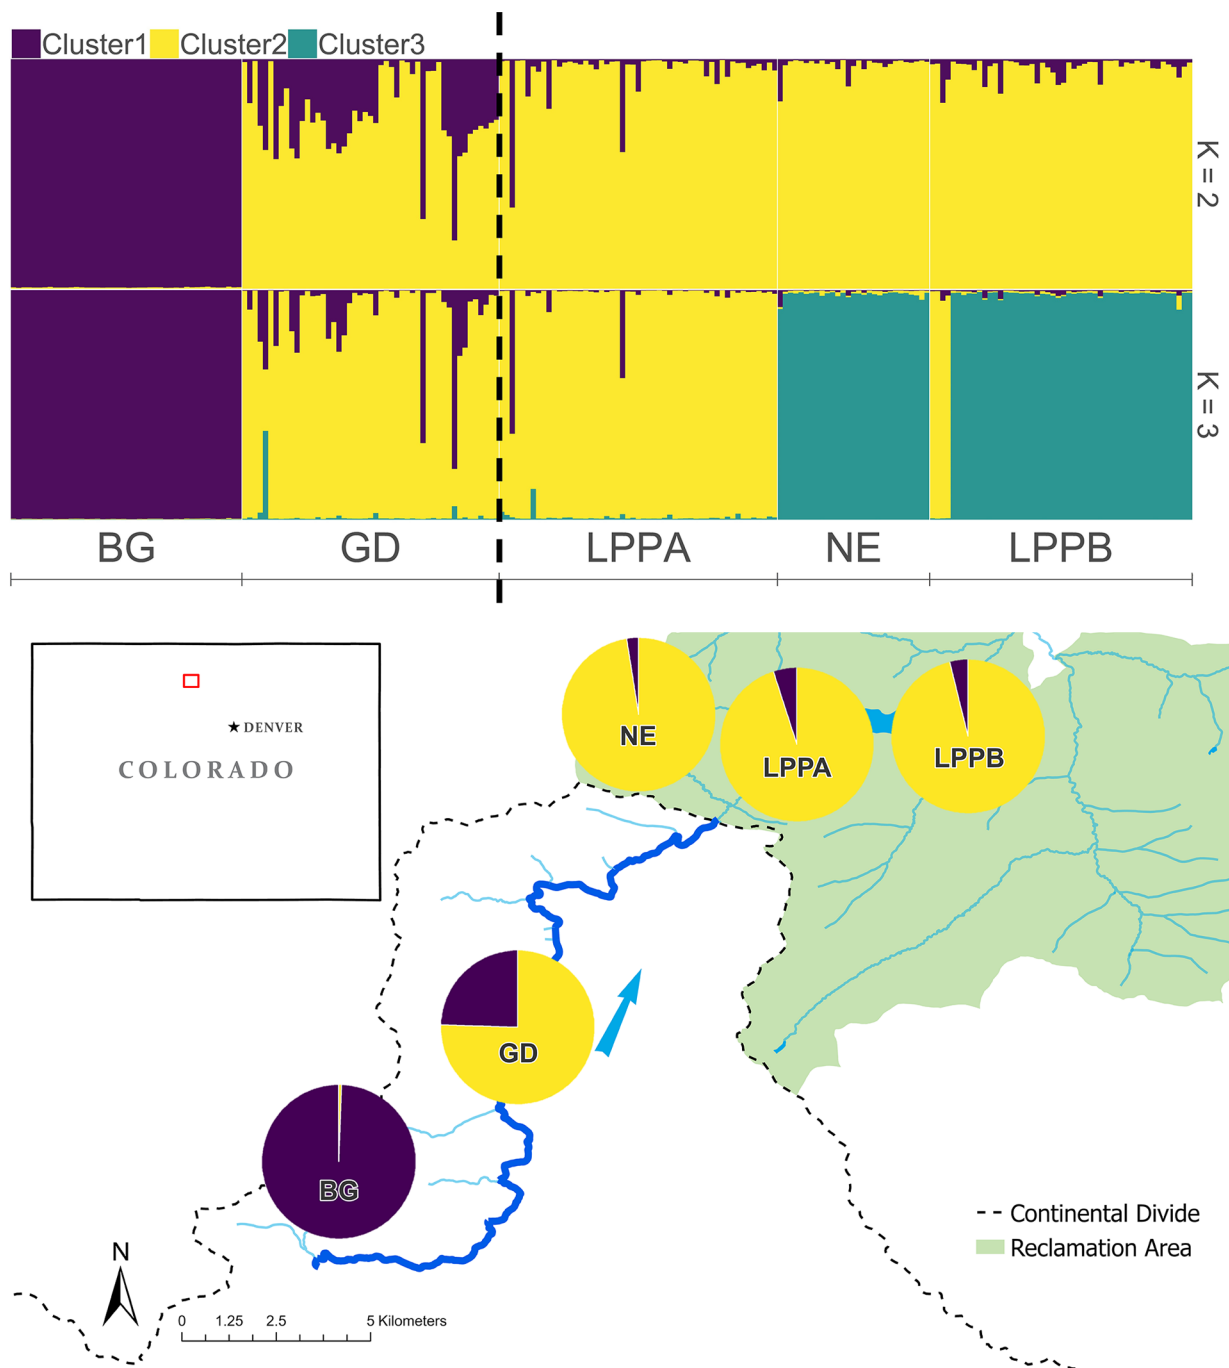 Cluster1 Cluster2 Cluster3
K = 2
K = 3
BG GD LPPA NE LPPB
DENVER
COLORADO
NE
LPPA
LPPB
GD
BG
Continental Divide
Reclamation Area
N
0 1.25 2.5 5 Kilometers